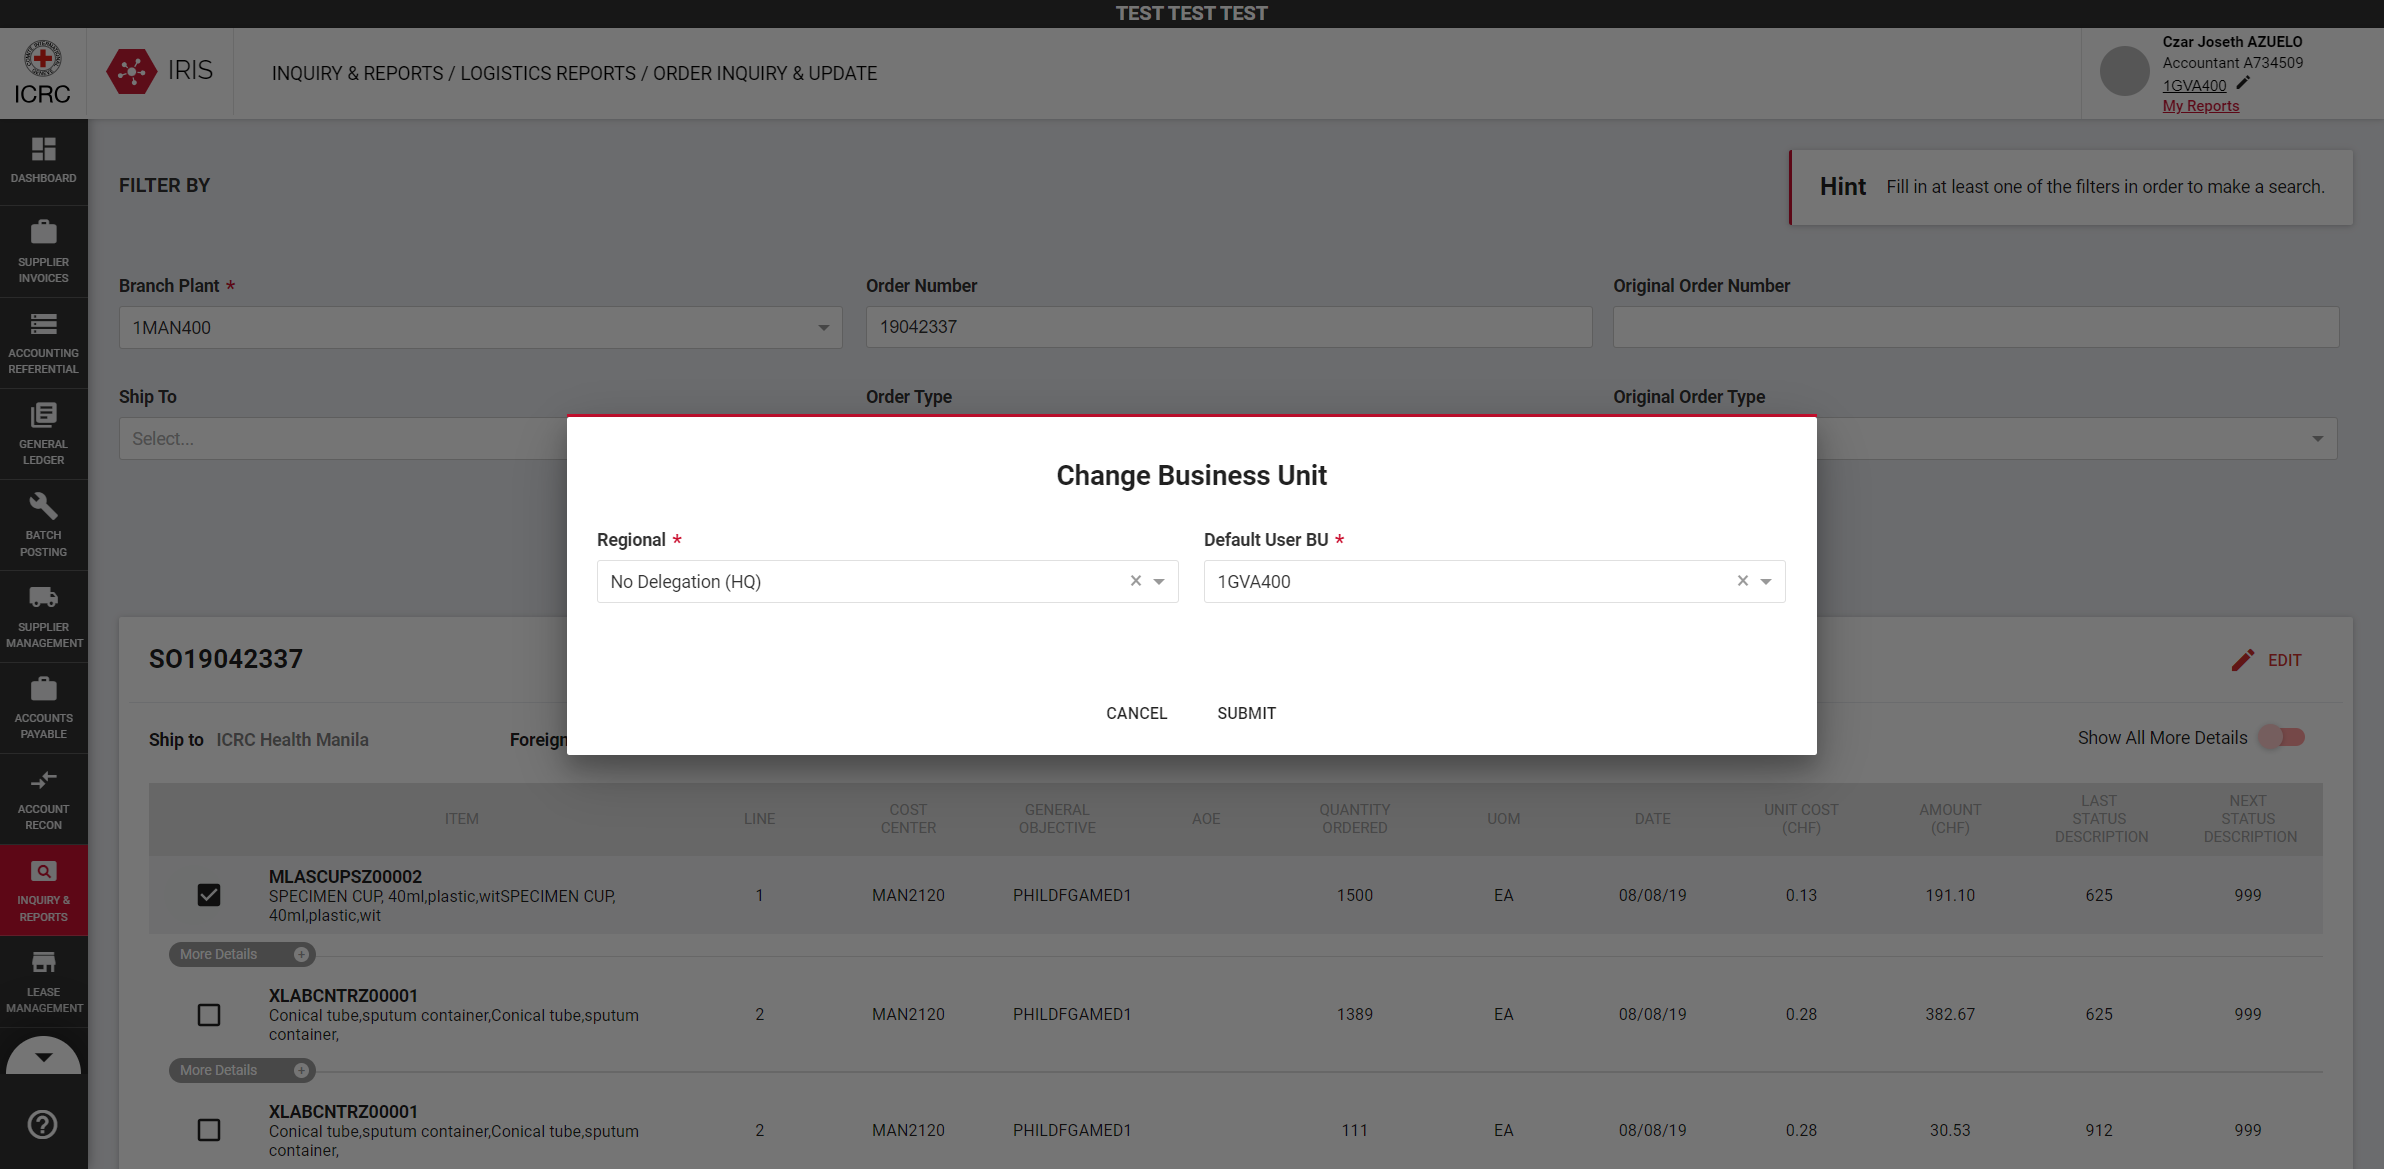 TEST TEST TEST
ICRC
IRIS
INQUIRY & REPORTS / LOGISTICS REPORTS / ORDER INQUIRY & UPDATE
Czar Joseth AZUELO
Accountant A734509
1GVA400
My Reports
DASHBOARD
SUPPLIER
INVOICES
ACCOUNTING
REFERENTIAL
GENERAL
LEDGER
BATCH
POSTING
SUPPLIER
MANAGEMENT
ACCOUNTS
PAYABLE
ACCOUNT
RECON
INQUIRY &
REPORTS
LEASE
MANAGEMENT
FILTER BY
Hint Fill in at least one of the filters in order to make a search.
Branch Plant *
Order Number
Original Order Number
1MAN400
19042337
Ship To
Order Type
Original Order Type
Select...
Change Business Unit
Regional *
Default User BU *
No Delegation (HQ)
1GVA400
CANCEL SUBMIT
SO19042337
EDIT
Ship to ICRC Health Manila
Foreign
Show All More Details
ITEM LINE COST CENTER GENERAL OBJECTIVE AOE QUANTITY ORDERED UOM DATE UNIT COST (CHF) AMOUNT (CHF) LAST STATUS DESCRIPTION NEXT STATUS DESCRIPTION
MLASCUPSZ00002
SPECIMEN CUP, 40ml,plastic,witSPECIMEN CUP,
40ml,plastic,wit
1 MAN2120 PHILDFGAMED1 1500 EA 08/08/19 0.13 191.10 625 999
More Details
XLABCNTRZ00001
Conical tube,sputum container,Conical tube,sputum
container,
2 MAN2120 PHILDFGAMED1 1389 EA 08/08/19 0.28 382.67 625 999
More Details
XLABCNTRZ00001
Conical tube,sputum container,Conical tube,sputum
container,
2 MAN2120 PHILDFGAMED1 111 EA 08/08/19 0.28 30.53 912 999